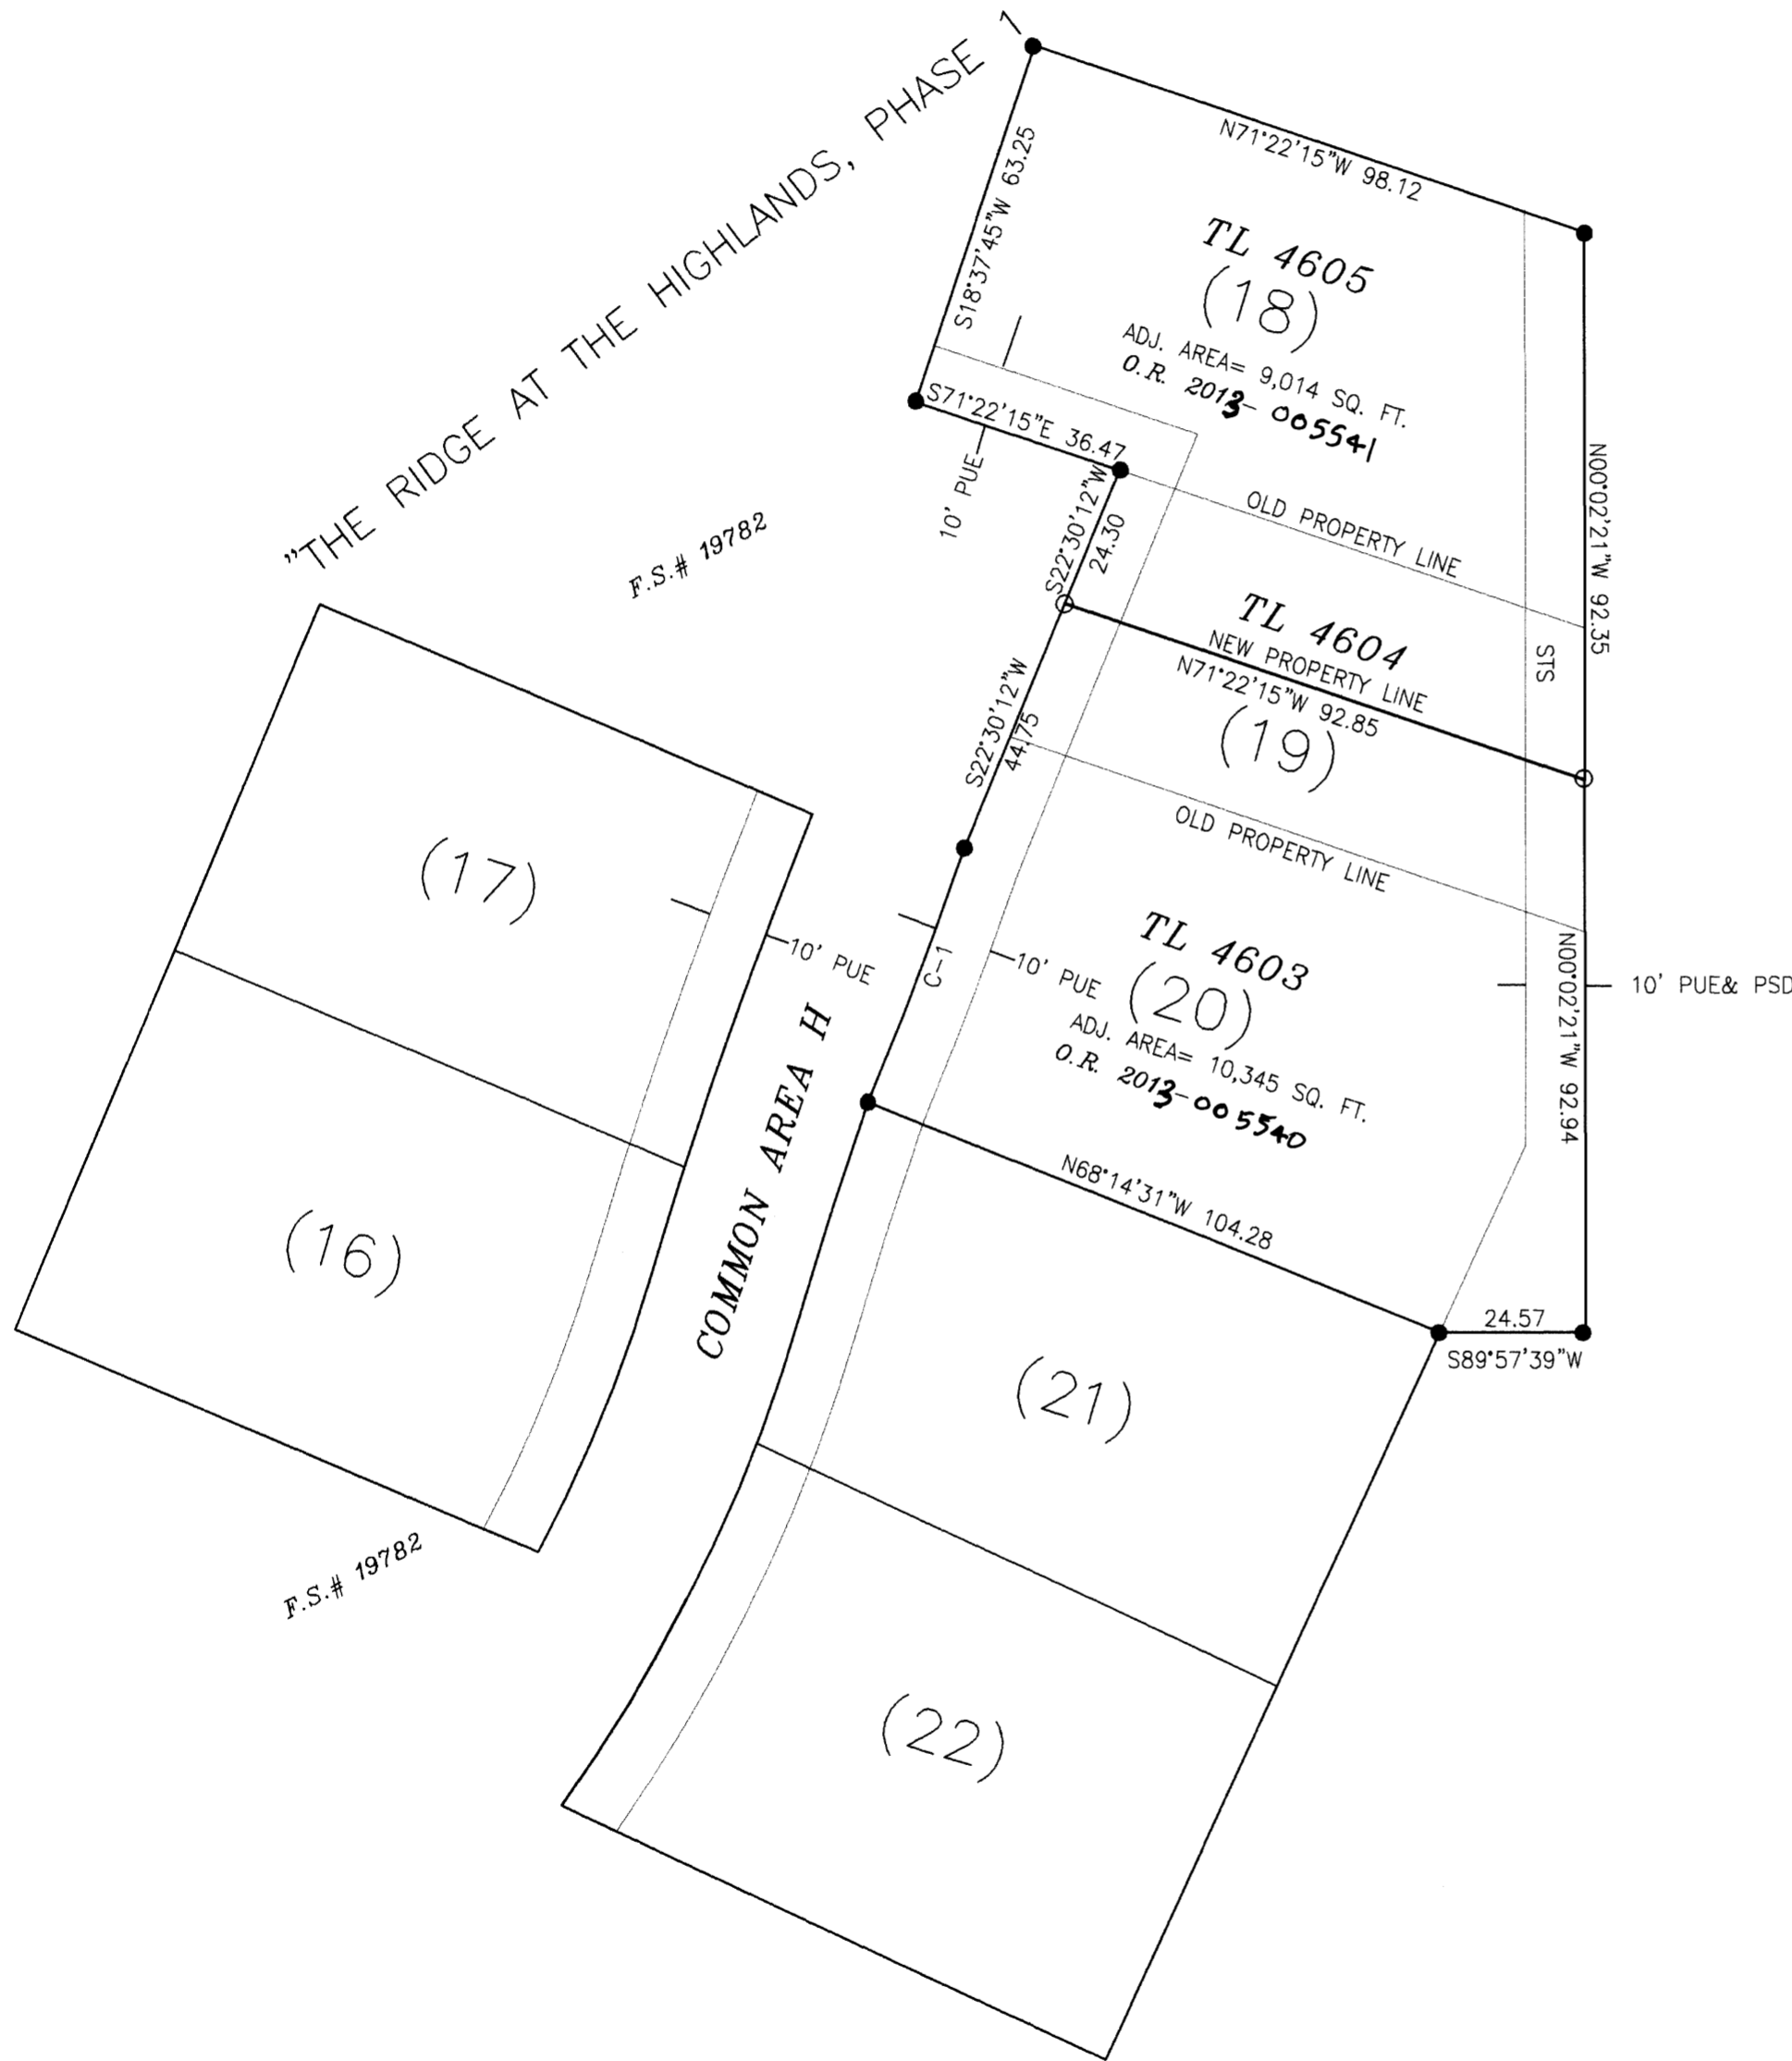 "THE RIDGE AT THE HIGHLANDS, PHASE 1
N71°22'15"W 98.12
S18°37'45"W 63.25
TL 4605
(18)
ADJ. AREA= 9,014 SQ. FT.
O.R. 2013-005541
S71°22'15"E 36.47
10' PUE
S22°30'12"W
24.30
OLD PROPERTY LINE
N00°02'21"W 92.35
F.S.# 19782
TL 4604
NEW PROPERTY LINE
N71°22'15"W 92.85
(19)
STS
S22°30'12"W
44.75
OLD PROPERTY LINE
(17)
10' PUE
C-1
10' PUE
TL 4603
(20)
ADJ. AREA= 10,345 SQ. FT.
O.R. 2013-005540
N00°02'21"W 92.94
10' PUE& PSD
COMMON AREA H
N68°14'31"W 104.28
(16)
24.57
S89°57'39"W
(21)
F.S.# 19782
(22)